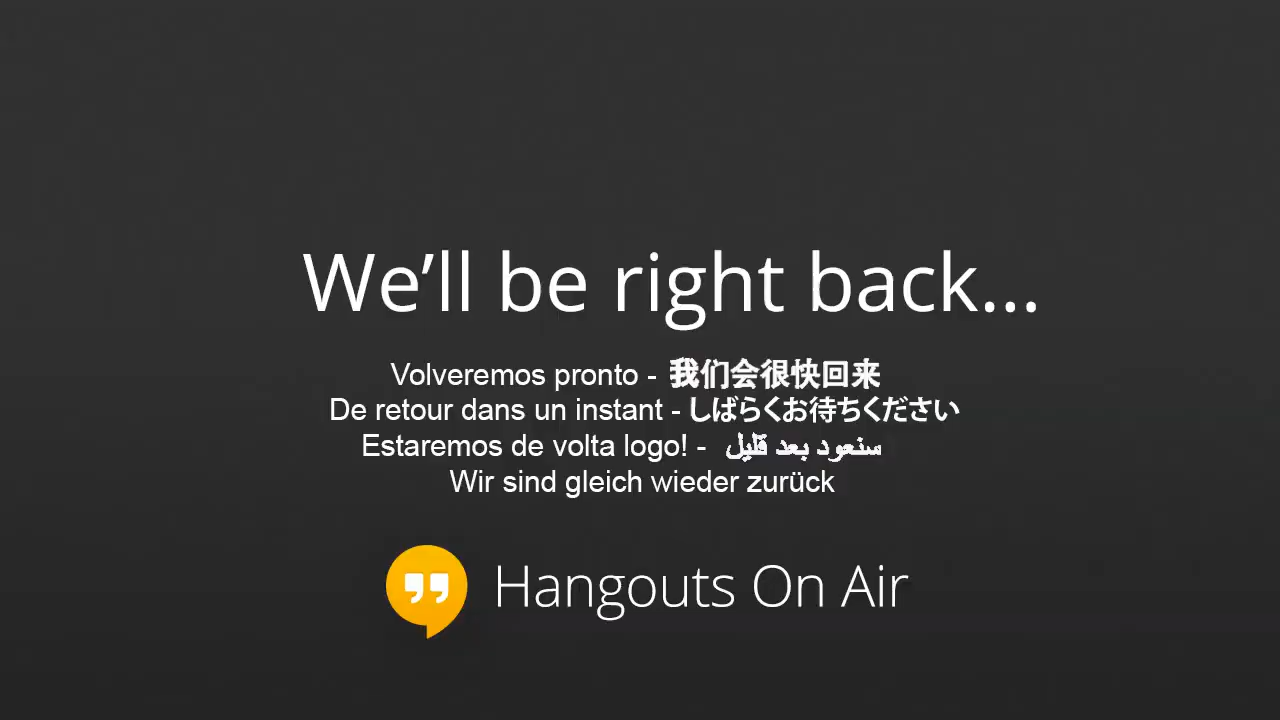 We’ll be right back...
Volveremos pronto - 我们会很快回来
De retour dans un instant - しばらくお待ちください
Estaremos de volta logo! - سنعود بعد قليل
Wir sind gleich wieder zurück
Hangouts On Air